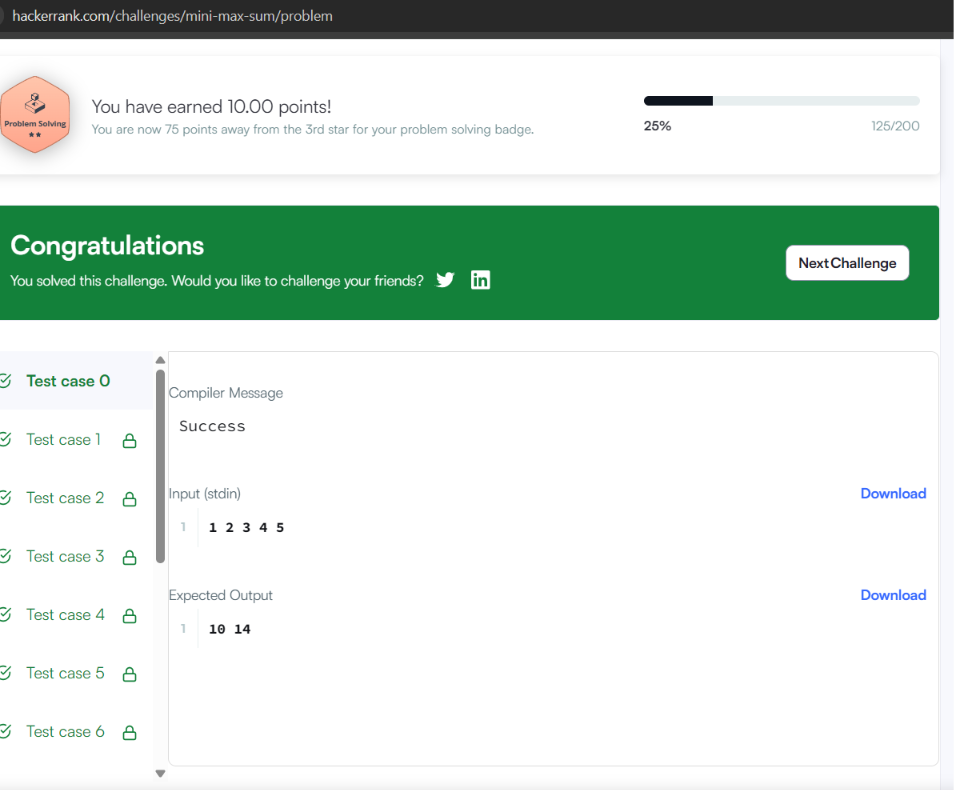 hackerrank.com/challenges/mini-max-sum/problem
Problem Solving
You have earned 10.00 points!
You are now 75 points away from the 3rd star for your problem solving badge.
25%
125/200
Congratulations
You solved this challenge. Would you like to challenge your friends?
Next Challenge
Test case 0
Test case 1
Test case 2
Test case 3
Test case 4
Test case 5
Test case 6
Compiler Message
Success
Input (stdin)
Download
1
1 2 3 4 5
Expected Output
Download
1
10 14